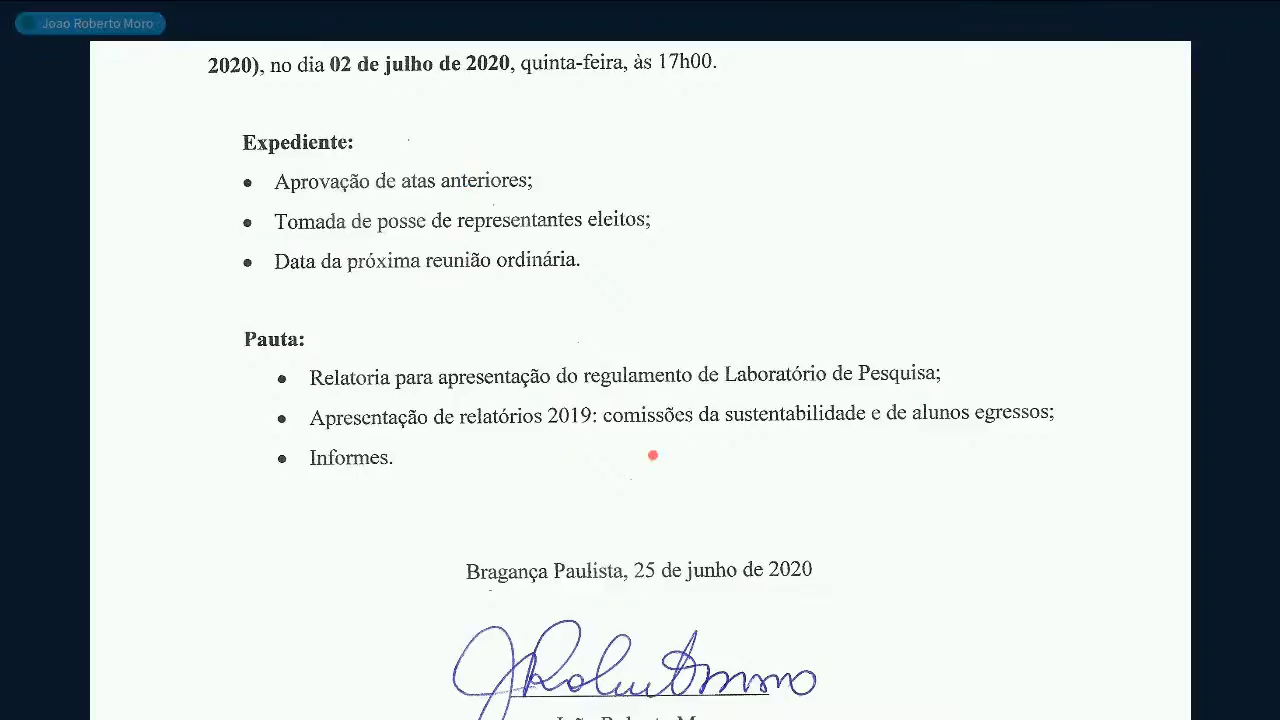 Joao Roberto Moro
2020), no dia 02 de julho de 2020, quinta-feira, às 17h00.
Expediente:
• Aprovação de atas anteriores;
• Tomada de posse de representantes eleitos;
• Data da próxima reunião ordinária.
Pauta:
• Relatoria para apresentação do regulamento de Laboratório de Pesquisa;
• Apresentação de relatórios 2019: comissões da sustentabilidade e de alunos egressos;
• Informes.
Bragança Paulista, 25 de junho de 2020